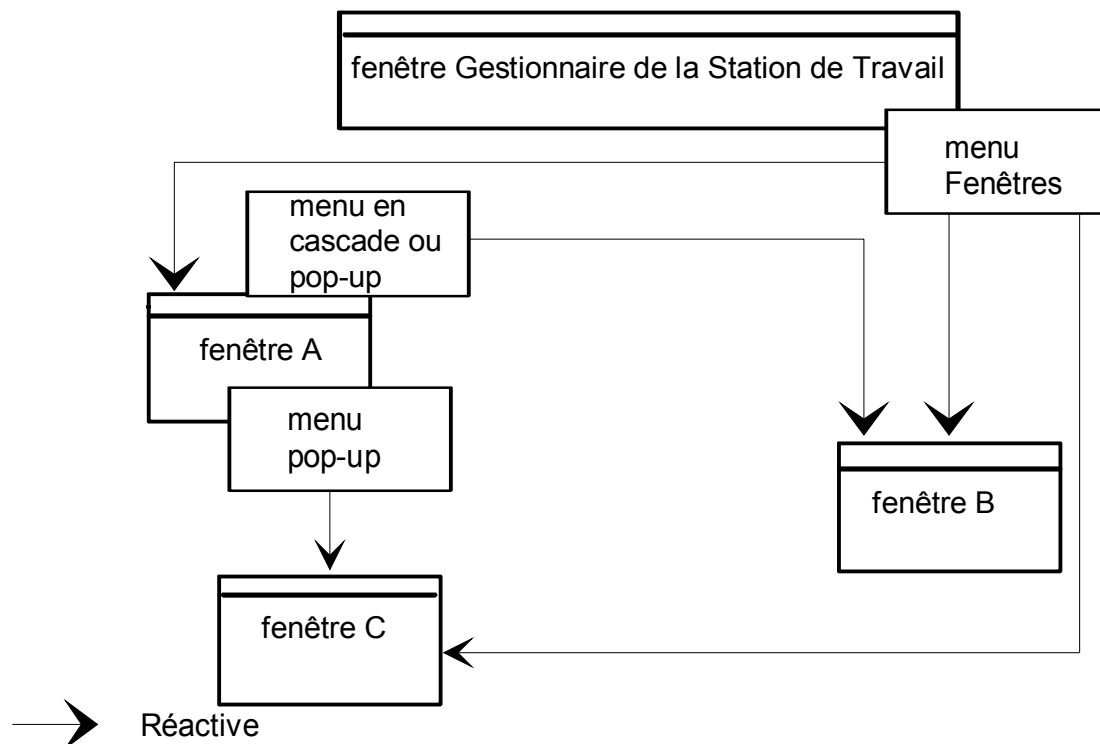 fenêtre Gestionnaire de la Station de Travail
menu
Fenêtres
menu en
cascade ou
pop-up
fenêtre A
menu
pop-up
fenêtre B
fenêtre C
Réactive